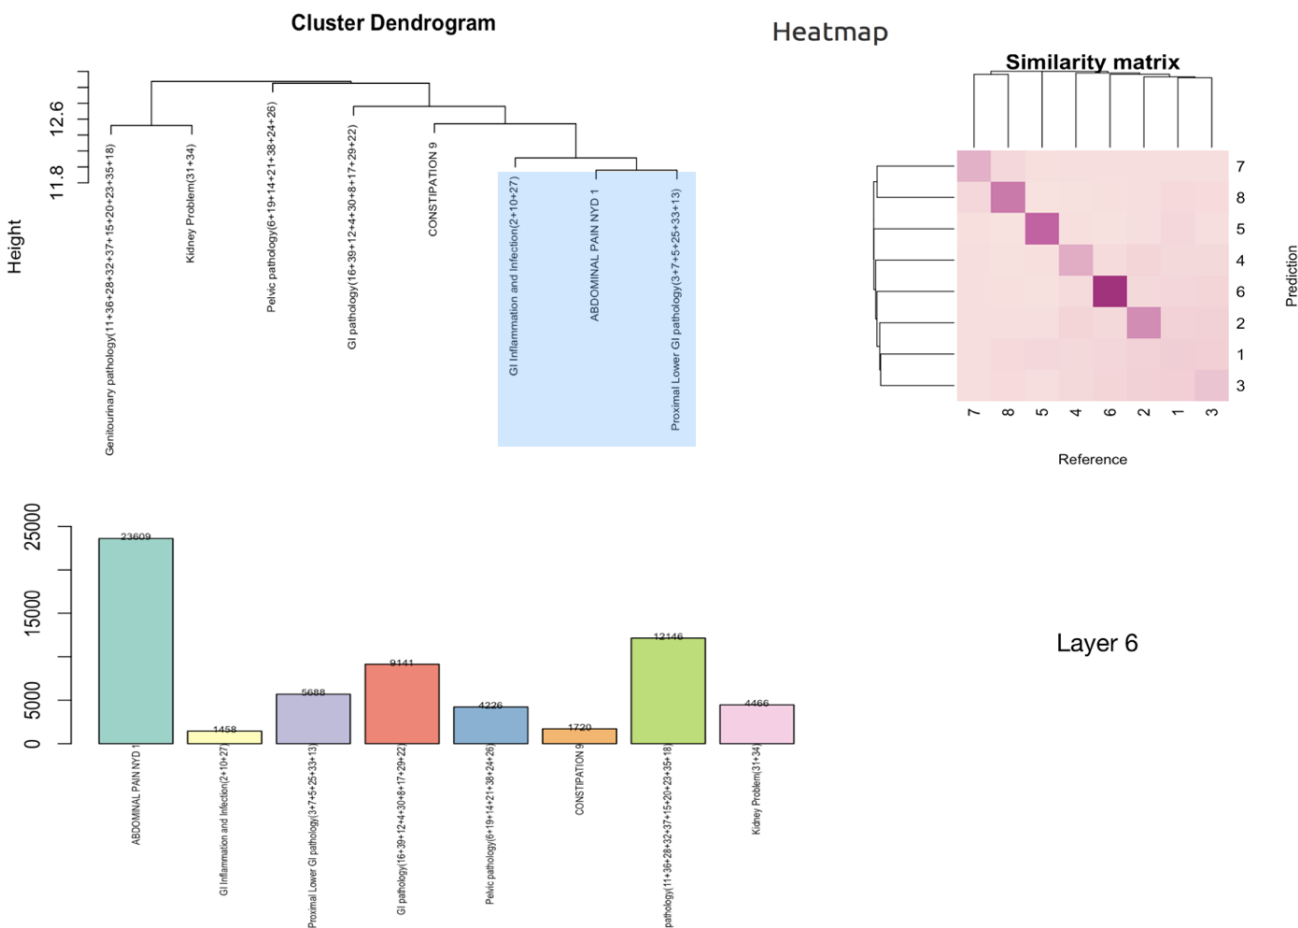 Cluster Dendrogram
Heatmap
Similarity matrix
Height
12.6
11.8
Genitourinary pathology(11+36+28+32+37+15+20+23+35+18)
Kidney Problem(31+34)
Pelvic pathology(6+19+14+21+38+24+26)
GI pathology(16+39+12+4+30+8+17+29+22)
CONSTIPATION 9
GI Inflammation and Infection(2+10+27)
ABDOMINAL PAIN NYD 1
Proximal Lower GI pathology(3+7+5+25+33+13)
7
8
5
4
6
2
1
3
Prediction
7 8 5 4 6 2 1 3
Reference
25000
15000
5000
0
23609
1458
5688
9141
4226
1720
12146
4466
ABDOMINAL PAIN NYD 1
GI Inflammation and Infection(2+10+27)
Proximal Lower GI pathology(3+7+5+25+33+13)
GI pathology(16+39+12+4+30+8+17+29+22)
Pelvic pathology(6+19+14+21+38+24+26)
CONSTIPATION 9
pathology(11+36+28+32+37+15+20+23+35+18)
Kidney Problem(31+34)
Layer 6